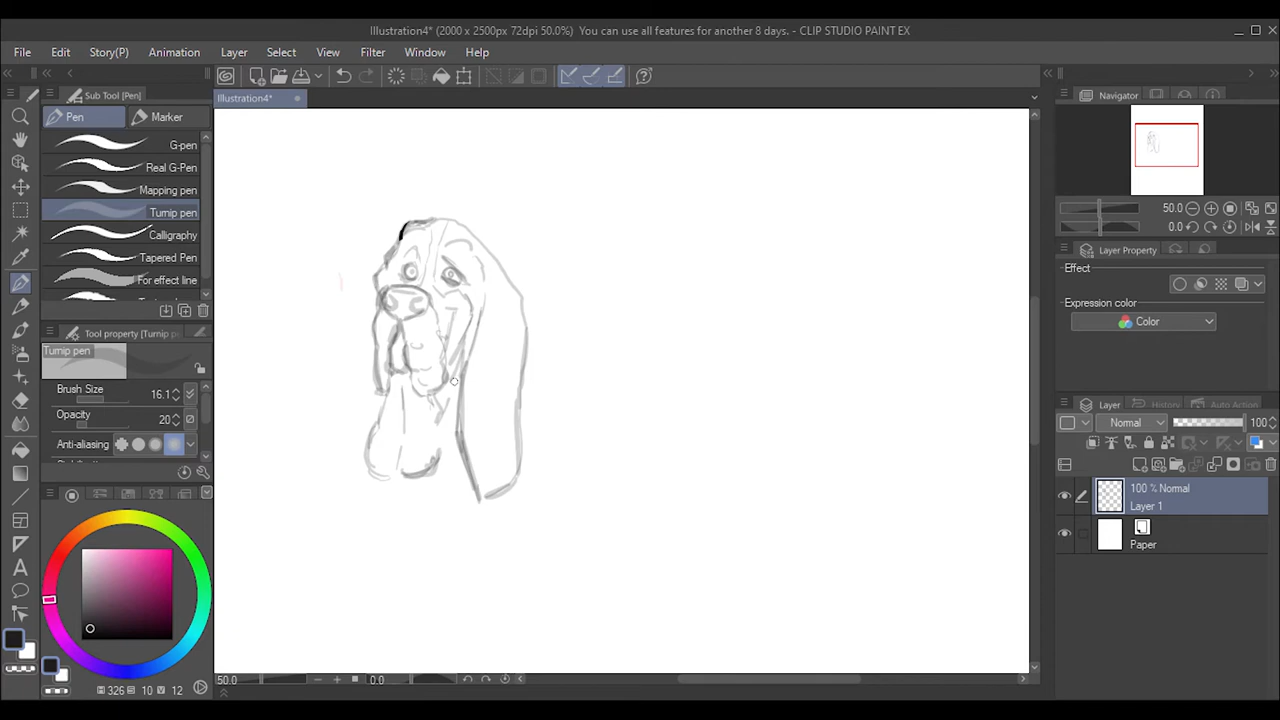 Illustration4* (2000 x 2500px 72dpi 50.0%)  You can use all features for another 8 days. - CLIP STUDIO PAINT EX
File Edit Story(P) Animation Layer Select View Filter Window Help
Sub Tool [Pen]
Illustration4*
Navigator
Pen
Marker
G-pen
Real G-Pen
Mapping pen
Turnip pen
Calligraphy
Tapered Pen
For effect line
50.0
0.0
Layer Property
Effect
Expression color
Color
Tool property [Turnip pen
Turnip pen
Brush Size
16.1
Opacity
20
Anti-aliasing
Layer
History
Auto Action
Normal
100
100 % Normal
Layer 1
Paper
326
10
12
50.0
0.0